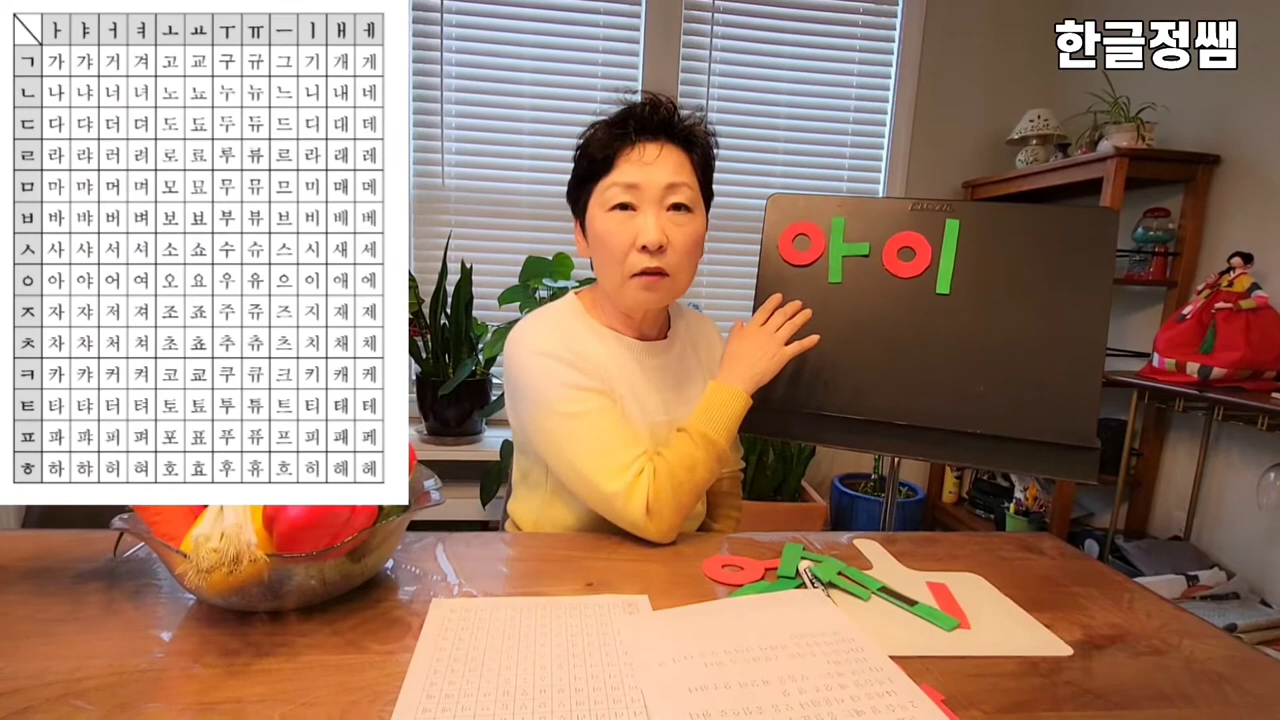 ㅏ ㅑ ㅓ ㅕ ㅗ ㅛ ㅜ ㅠ ㅡ ㅣ ㅐ ㅔ
ㄱ 가 갸 거 겨 고 교 구 규 그 기 개 게
ㄴ 나 냐 너 녀 노 뇨 누 뉴 느 니 내 네
ㄷ 다 댜 더 뎌 도 됴 두 듀 드 디 대 데
ㄹ 라 랴 러 려 로 료 루 류 르 라 래 레
ㅁ 마 먀 머 며 모 묘 무 뮤 므 미 매 메
ㅂ 바 뱌 버 벼 보 뵤 부 뷰 브 비 배 베
ㅅ 사 샤 서 셔 소 쇼 수 슈 스 시 새 세
ㅇ 아 야 어 여 오 요 우 유 으 이 애 에
ㅈ 자 쟈 저 져 조 죠 주 쥬 즈 지 재 제
ㅊ 차 챠 처 쳐 초 쵸 추 츄 츠 치 채 체
ㅋ 카 캬 커 켜 코 쿄 쿠 큐 크 키 캐 케
ㅌ 타 탸 터 텨 토 툐 투 튜 트 티 태 테
ㅍ 파 퍄 퍼 펴 포 표 푸 퓨 프 피 패 페
ㅎ 하 햐 허 혀 호 효 후 휴 흐 히 해 헤
한글정쌤
아이